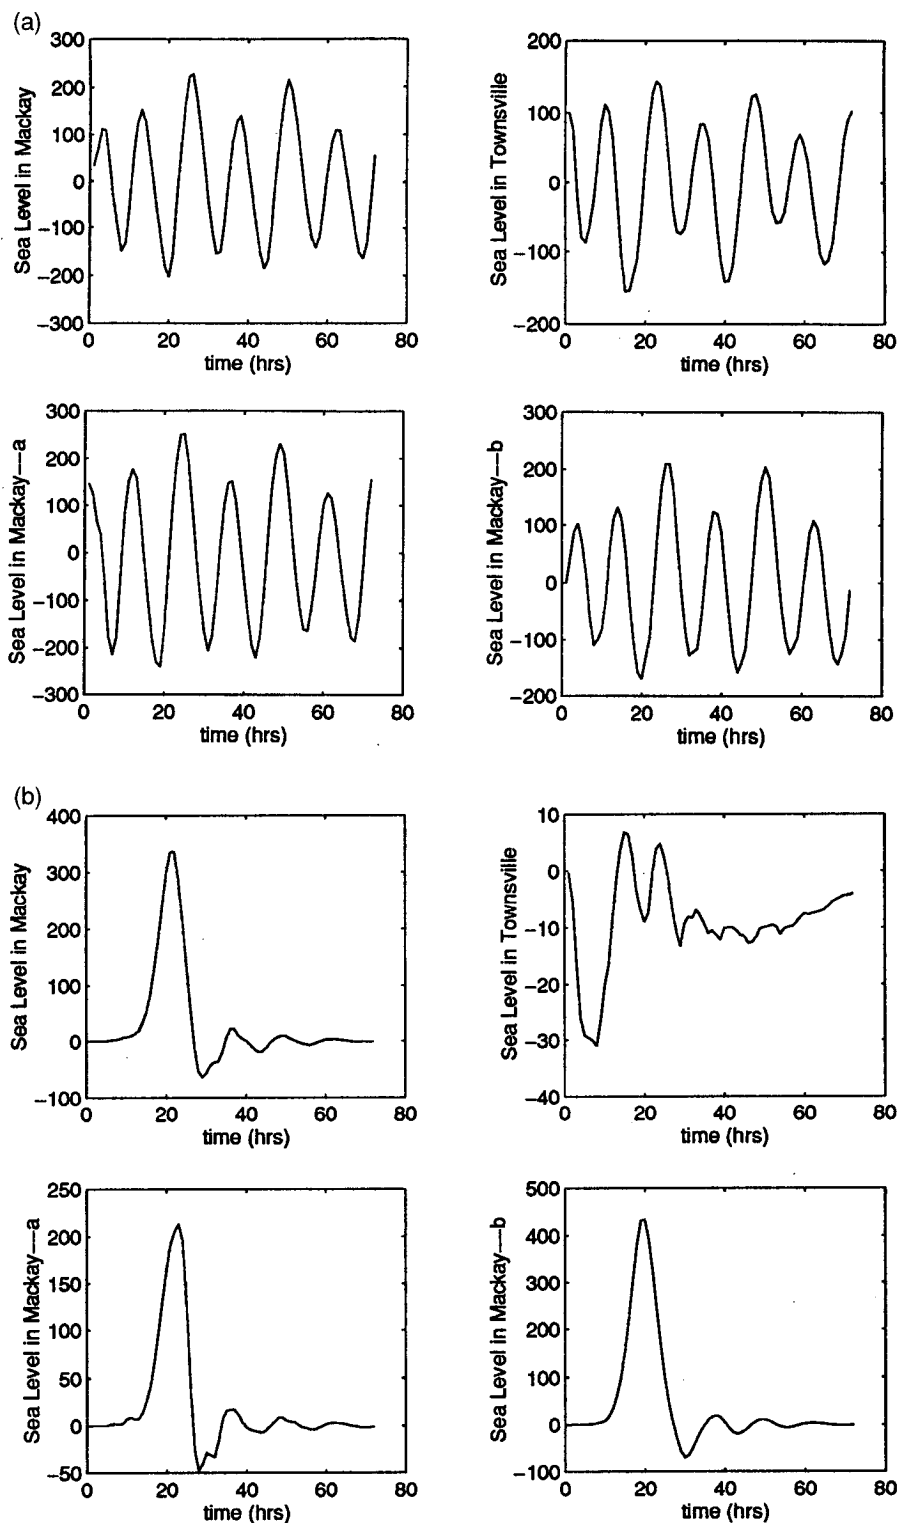 (a)
Sea Level in Mackay
300
200
100
0
−100
−200
−300
0 20 40 60 80
time (hrs)
Sea Level in Townsville
200
100
0
−100
−200
0 20 40 60 80
time (hrs)
Sea Level in Mackay—a
300
200
100
0
−100
−200
−300
0 20 40 60 80
time (hrs)
Sea Level in Mackay—b
300
200
100
0
−100
−200
0 20 40 60 80
time (hrs)
(b)
Sea Level in Mackay
400
300
200
100
0
−100
0 20 40 60 80
time (hrs)
Sea Level in Townsville
10
0
−10
−20
−30
−40
0 20 40 60 80
time (hrs)
Sea Level in Mackay—a
250
200
150
100
50
0
−50
0 20 40 60 80
time (hrs)
Sea Level in Mackay—b
500
400
300
200
100
0
−100
0 20 40 60 80
time (hrs)